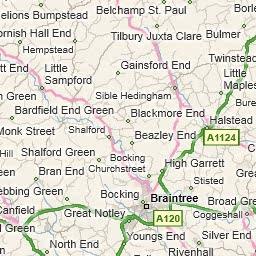 Belchamp St. Paul
elions Bumpstead
Bulmer
ornish Hall End
Tilbury Juxta Clare
Hempstead
Twinstead
Gainsford End
tt End
Little
Sampford
Little
Maples
Sible Hedingham
n Green
Bardfield End Green
Blackmore End
Halstead
Monk Street
Shalford
Beazley End
A1124
Hill
Shalford Green
Bocking
Churchstreet
High Garrett
Bran End
Stisted
ebbing Green
Bocking
Braintree
Broad Gre
Canfield
Great Notley
A120
Coggeshall
Youngs End
Silver End
North End
Rivenhall